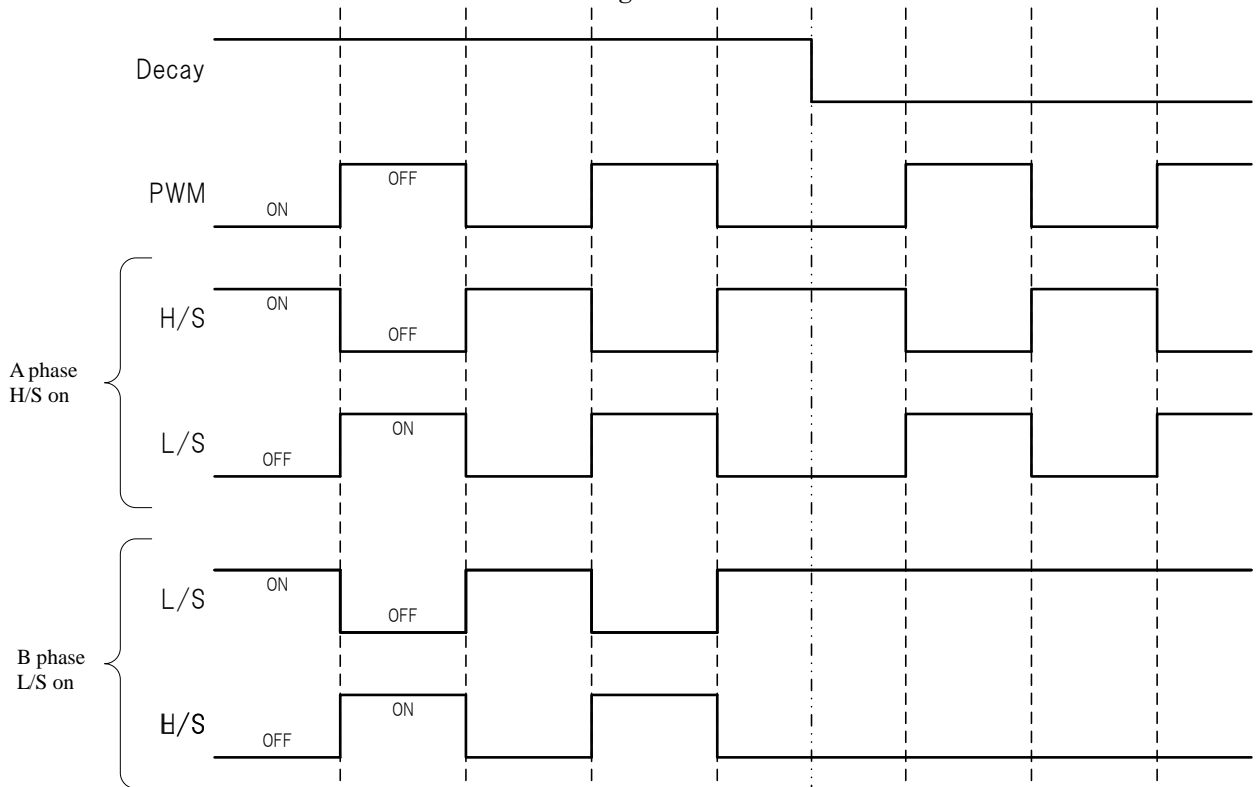 Decay
PWM
ON
OFF
A phase
H/S on
H/S
ON
OFF
L/S
OFF
ON
B phase
L/S on
L/S
ON
OFF
H/S
OFF
ON